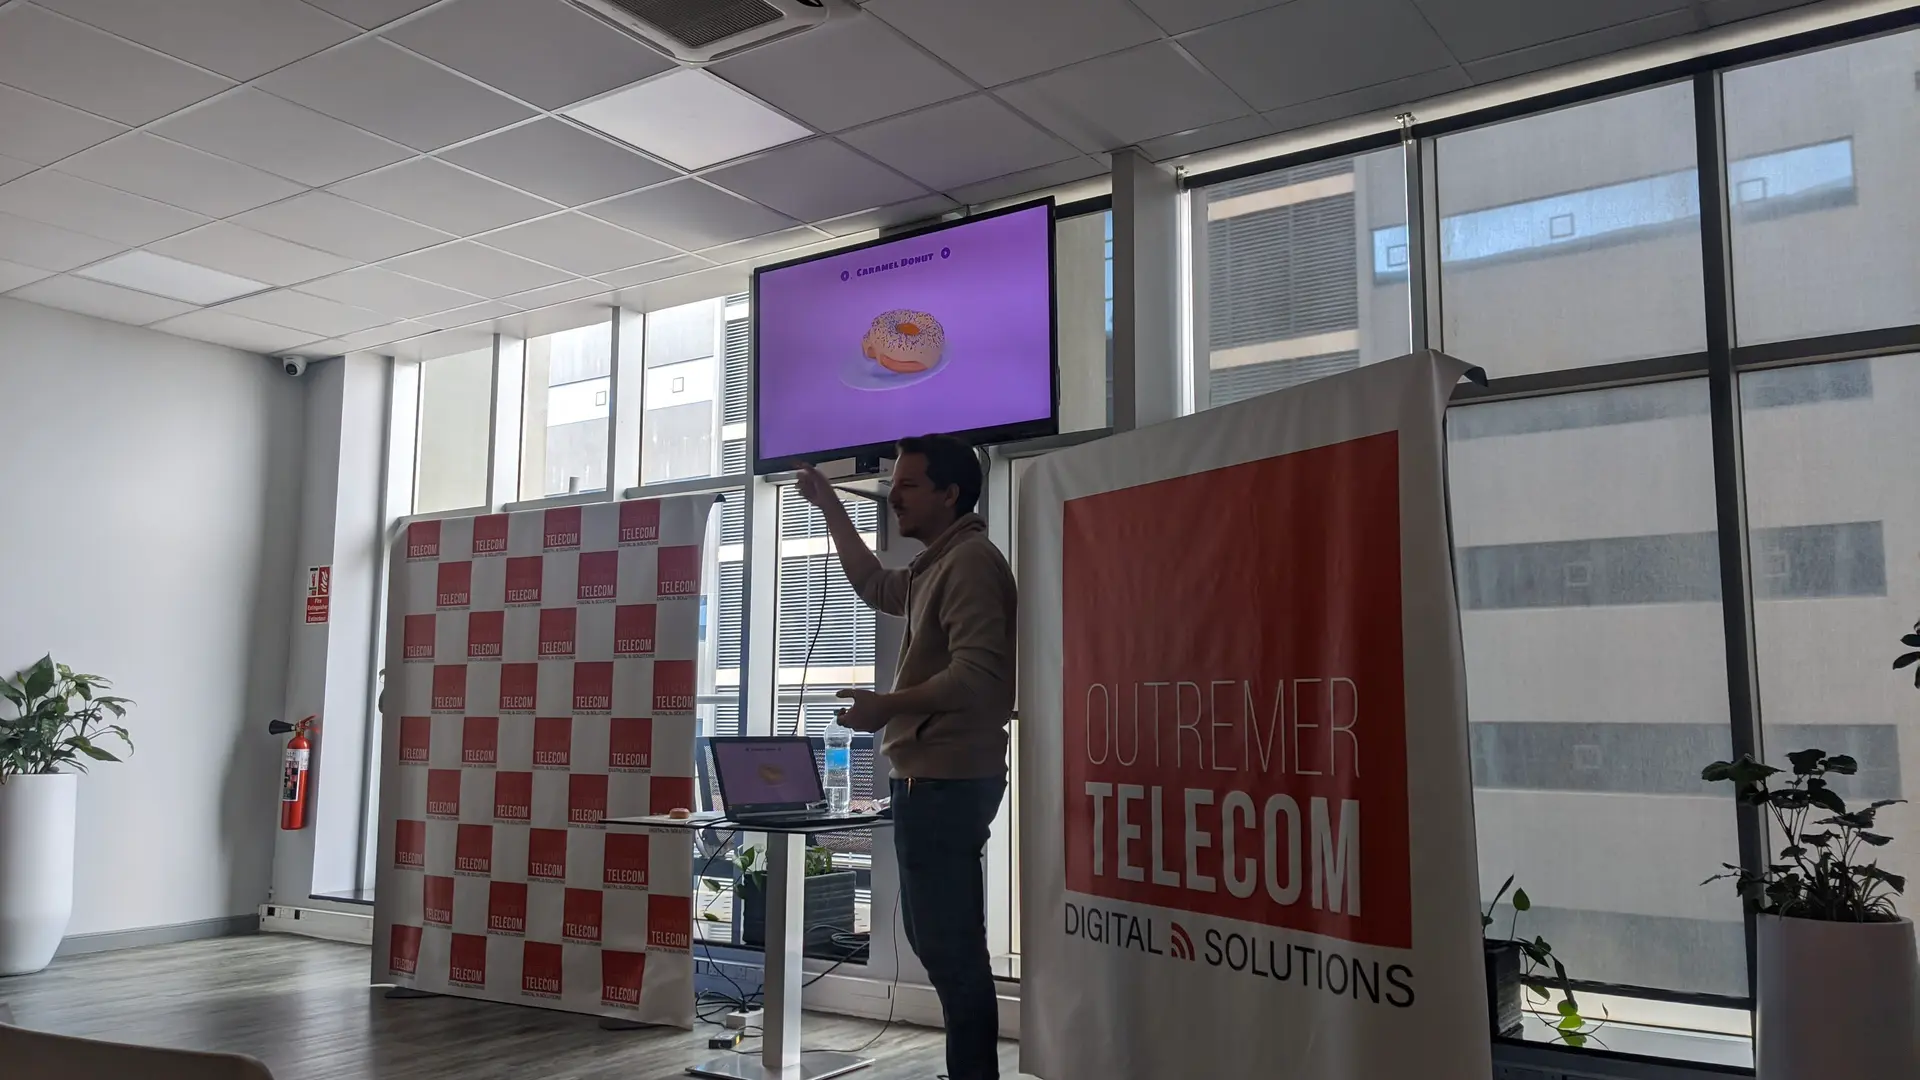 CARAMEL DONUT
TELECOM
DIGITAL & SOLUTIONS
Fire
Extinguisher
OUTREMER
TELECOM
DIGITAL SOLUTIONS